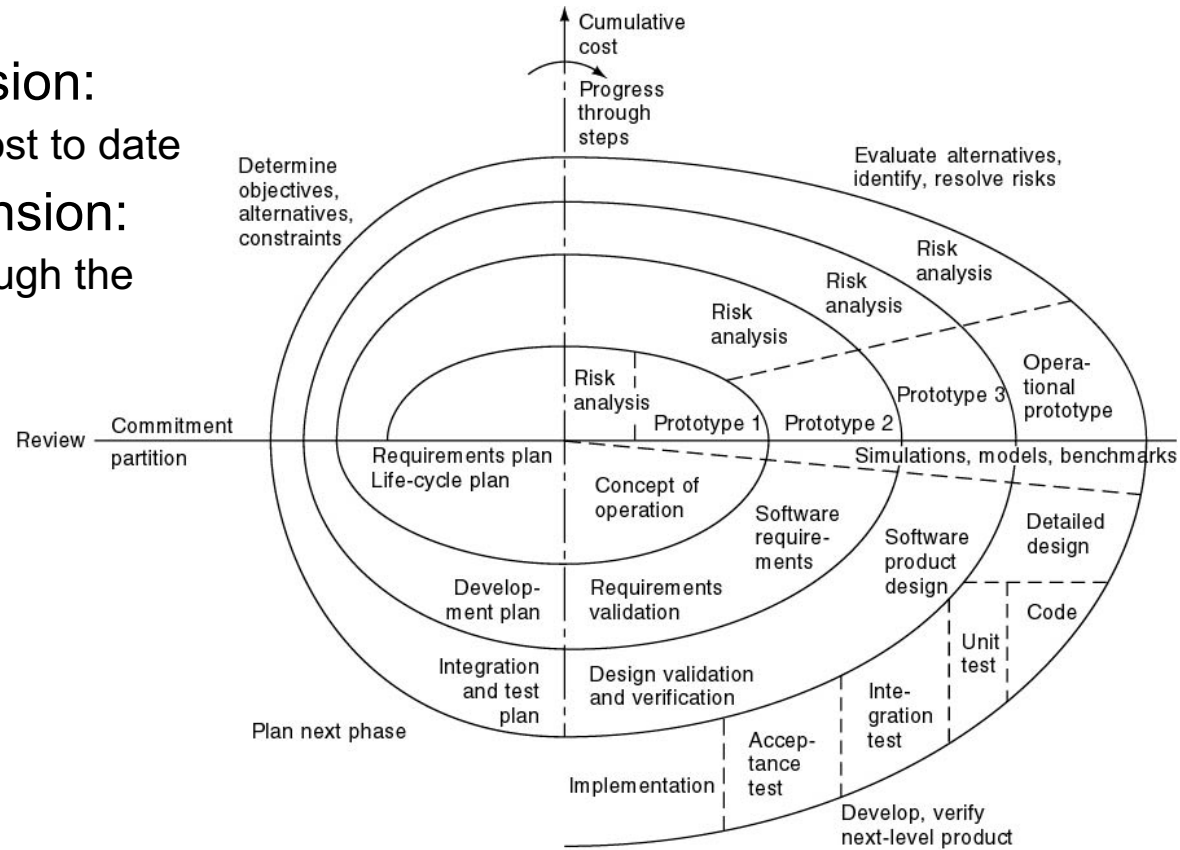 sion:
ost to date
nsion:
ugh the
Cumulative
cost
Progress
through
steps
Determine
objectives,
alternatives,
constraints
Evaluate alternatives,
identify, resolve risks
Risk
analysis
Risk
analysis
Risk
analysis
Risk
analysis
Opera-
tional
prototype
Prototype 3
Prototype 2
Prototype 1
Review
Commitment
partition
Requirements plan
Life-cycle plan
Simulations, models, benchmarks
Concept of
operation
Software
require-
ments
Software
product
design
Detailed
design
Develop-
ment plan
Requirements
validation
Code
Unit
test
Integration
and test
plan
Design validation
and verification
Inte-
gration
test
Plan next phase
Accep-
tance
test
Implementation
Develop, verify
next-level product